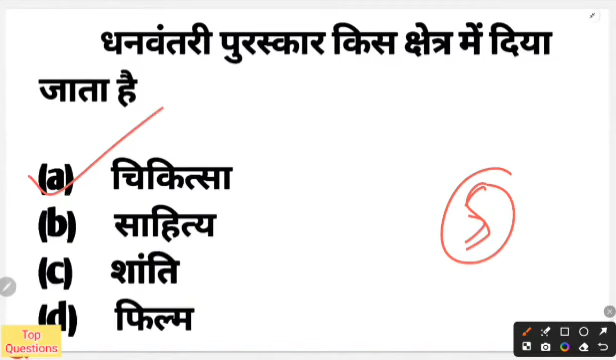 धनवंतरी पुरस्कार किस क्षेत्र में दिया
जाता है
(a) चिकित्सा
(b) साहित्य
(c) शांति
(d) फिल्म
Top
Questions